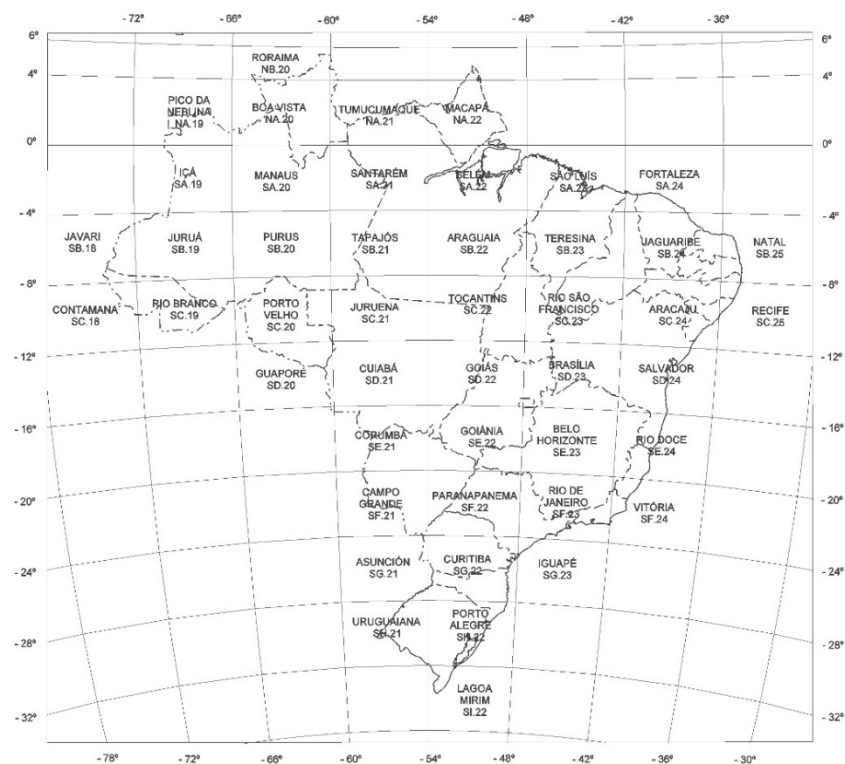 - 72° - 66° - 60° - 54° - 48° - 42° - 36°
6° 6°
RORAIMA
NB.20
4° 4°
PICO DA
NEBLINA
NA.19
BOA VISTA
NA.20
TUMUCUMAQUE
NA.21
MACAPÁ
NA.22
0° 0°
IÇÁ
SA.19
MANAUS
SA.20
SANTARÉM
SA.21
BELÉM
SA.22
SÃO LUÍS
SA.23
FORTALEZA
SA.24
- 4° - 4°
JAVARI
SB.18
JURUÁ
SB.19
PURUS
SB.20
TAPAJÓS
SB.21
ARAGUAIA
SB.22
TERESINA
SB.23
JAGUARIBE
SB.24
NATAL
SB.25
- 8° - 8°
CONTAMANA
SC.18
RIO BRANCO
SC.19
PORTO
VELHO
SC.20
JURUENA
SC.21
TOCANTINS
SC.22
RIO SÃO
FRANCISCO
SC.23
ARACAJU
SC.24
RECIFE
SC.25
- 12° - 12°
GUAPORÉ
SD.20
CUIABÁ
SD.21
GOIÁS
SD.22
BRASÍLIA
SD.23
SALVADOR
SD.24
- 16° - 16°
CORUMBÁ
SE.21
GOIÂNIA
SE.22
BELO
HORIZONTE
SE.23
RIO DOCE
SE.24
- 20° - 20°
CAMPO
GRANDE
SF.21
PARANAPANEMA
SF.22
RIO DE
JANEIRO
SF.23
VITÓRIA
SF.24
- 24° - 24°
ASUNCIÓN
SG.21
CURITIBA
SG.22
IGUAPÉ
SG.23
- 28° - 28°
URUGUAIANA
SH.21
PORTO
ALEGRE
SH.22
- 32° - 32°
LAGOA
MIRIM
SI.22
-78° -72° -66° -60° -54° -48° -42° -36° -30°